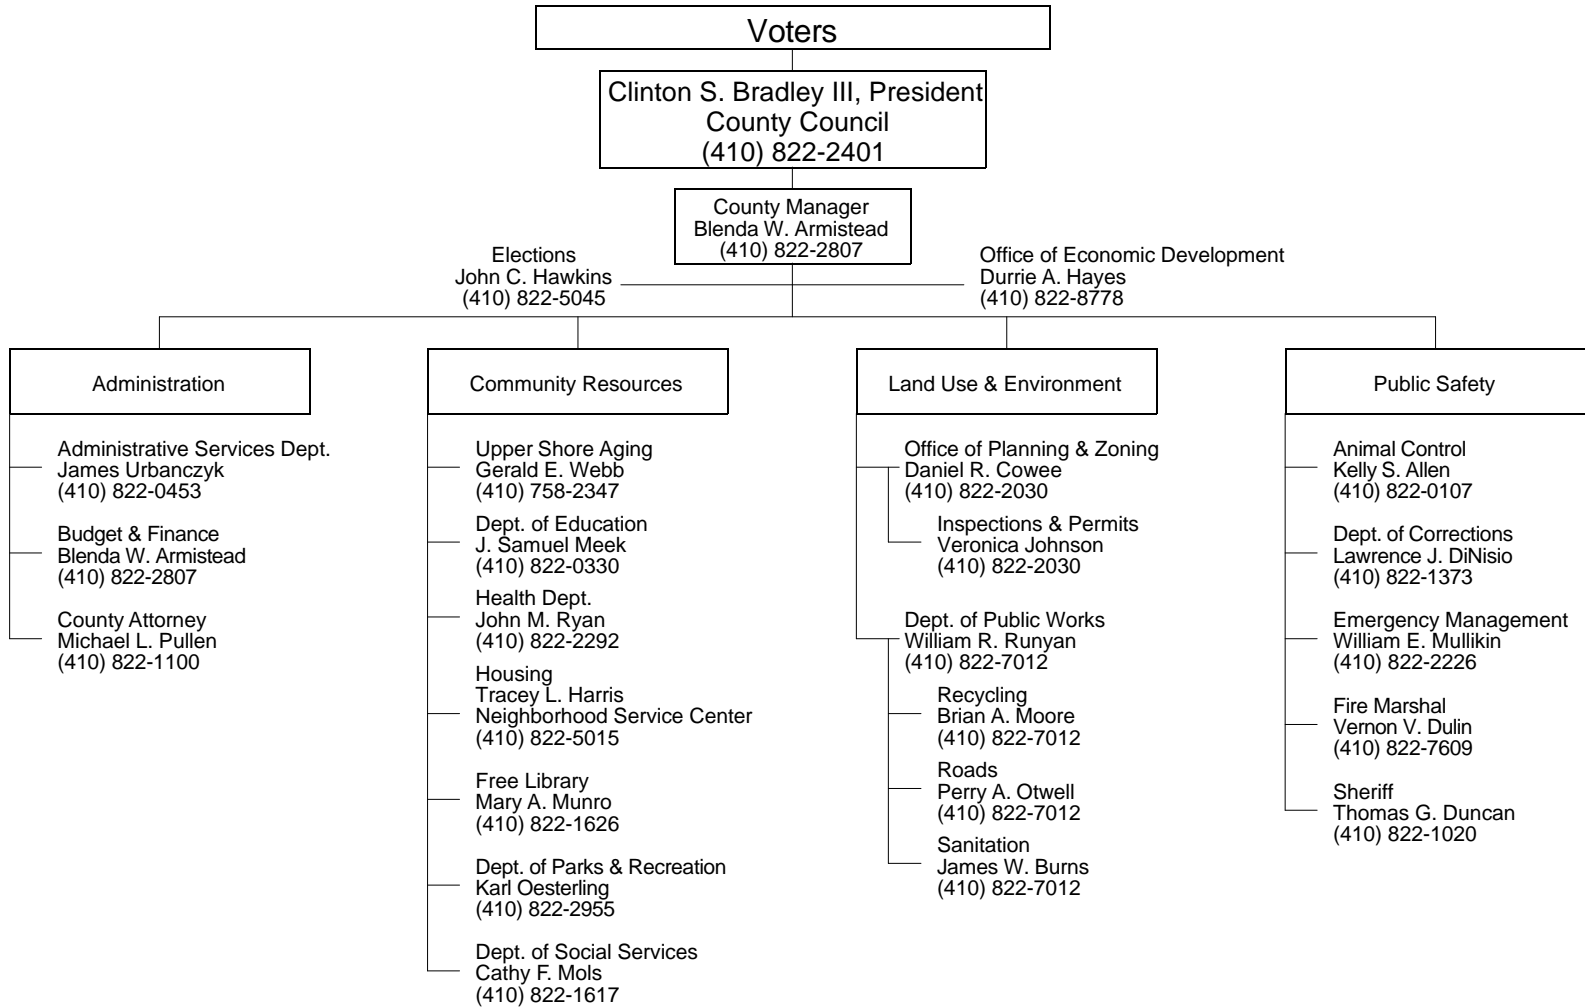 Voters
Clinton S. Bradley III, President
County Council
(410) 822-2401
County Manager
Blenda W. Armistead
(410) 822-2807
Elections
John C. Hawkins
(410) 822-5045
Office of Economic Development
Durrie A. Hayes
(410) 822-8778
Administration
Administrative Services Dept.
James Urbanczyk
(410) 822-0453
Budget & Finance
Blenda W. Armistead
(410) 822-2807
County Attorney
Michael L. Pullen
(410) 822-1100
Community Resources
Upper Shore Aging
Gerald E. Webb
(410) 758-2347
Dept. of Education
J. Samuel Meek
(410) 822-0330
Health Dept.
John M. Ryan
(410) 822-2292
Housing
Tracey L. Harris
Neighborhood Service Center
(410) 822-5015
Free Library
Mary A. Munro
(410) 822-1626
Dept. of Parks & Recreation
Karl Oesterling
(410) 822-2955
Dept. of Social Services
Cathy F. Mols
(410) 822-1617
Land Use & Environment
Office of Planning & Zoning
Daniel R. Cowee
(410) 822-2030
Inspections & Permits
Veronica Johnson
(410) 822-2030
Dept. of Public Works
William R. Runyan
(410) 822-7012
Recycling
Brian A. Moore
(410) 822-7012
Roads
Perry A. Otwell
(410) 822-7012
Sanitation
James W. Burns
(410) 822-7012
Public Safety
Animal Control
Kelly S. Allen
(410) 822-0107
Dept. of Corrections
Lawrence J. DiNisio
(410) 822-1373
Emergency Management
William E. Mullikin
(410) 822-2226
Fire Marshal
Vernon V. Dulin
(410) 822-7609
Sheriff
Thomas G. Duncan
(410) 822-1020